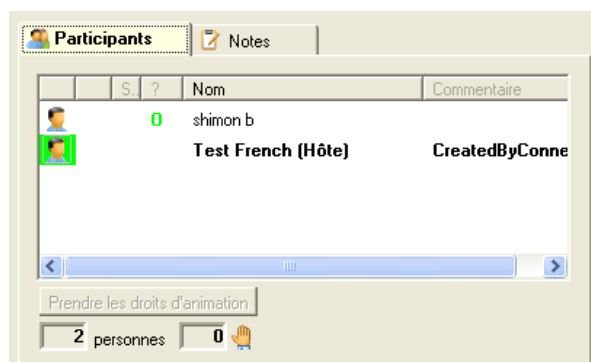 Participants Notes
S.. ? Nom Commentaire
0 shimon b
Test French (Hôte) CreatedByConne
Prendre les droits d'animation
2 personnes 0